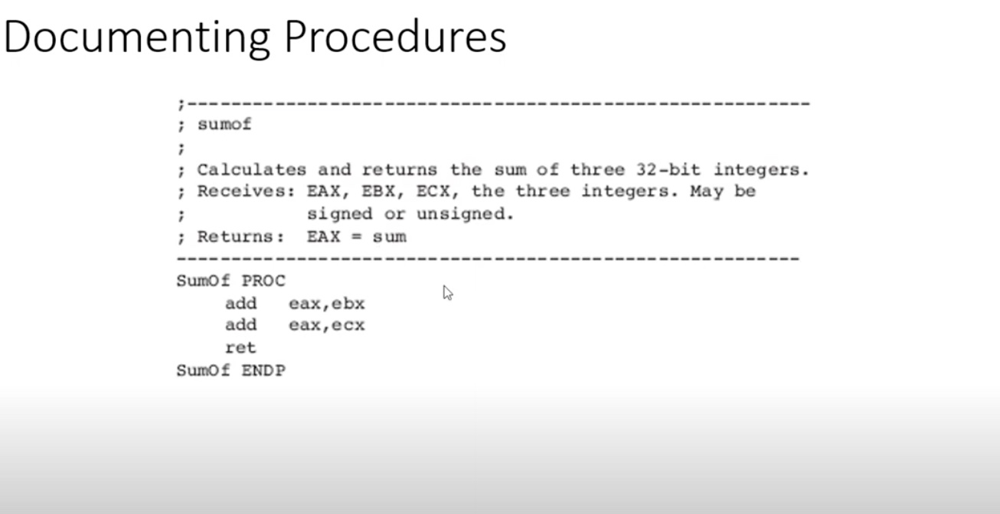 Documenting Procedures
;---------------------------------------------------------
; sumof
;
; Calculates and returns the sum of three 32-bit integers.
; Receives: EAX, EBX, ECX, the three integers. May be
;           signed or unsigned.
; Returns:  EAX = sum
---------------------------------------------------------
SumOf PROC
add   eax,ebx
add   eax,ecx
ret
SumOf ENDP